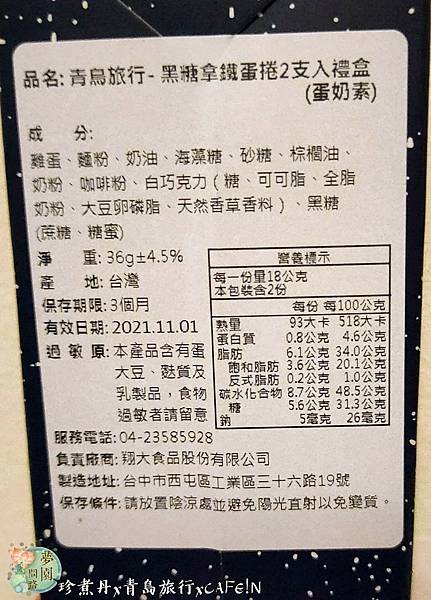 品名: 青鳥旅行- 黑糖拿鐵蛋捲2支入禮盒
(蛋奶素)
成　　分:
雞蛋、麵粉、奶油、海藻糖、砂糖、棕櫚油、
奶粉、咖啡粉、白巧克力（糖、可可脂、全脂
奶粉、大豆卵磷脂、天然香草香料）、黑糖
(蔗糖、糖蜜)
淨　　重: 36g±4.5%
產　　地: 台灣
保存期限: 3個月
有效日期: 2021.11.01
過 敏 原: 本產品含有蛋
大豆、麩質及
乳製品，食物
過敏者請留意
營養標示
每一份量18公克
本包裝含2份
每份 每100公克
熱量 93大卡 518大卡
蛋白質 0.8公克 4.6公克
脂肪 6.1公克 34.0公克
飽和脂肪 3.6公克 20.1公克
反式脂肪 0.2公克 1.0公克
碳水化合物 8.7公克 48.5公克
糖 5.6公克 31.3公克
鈉 5毫克 26毫克
服務電話: 04-23585928
負責廠商: 翔大食品股份有限公司
製造地址: 台中市西屯區工業區三十六路19號
保存條件: 請放置陰涼處並避免陽光直射以免變質。
夢園
開路
珍煮丹x青鳥旅行xCAFE!N